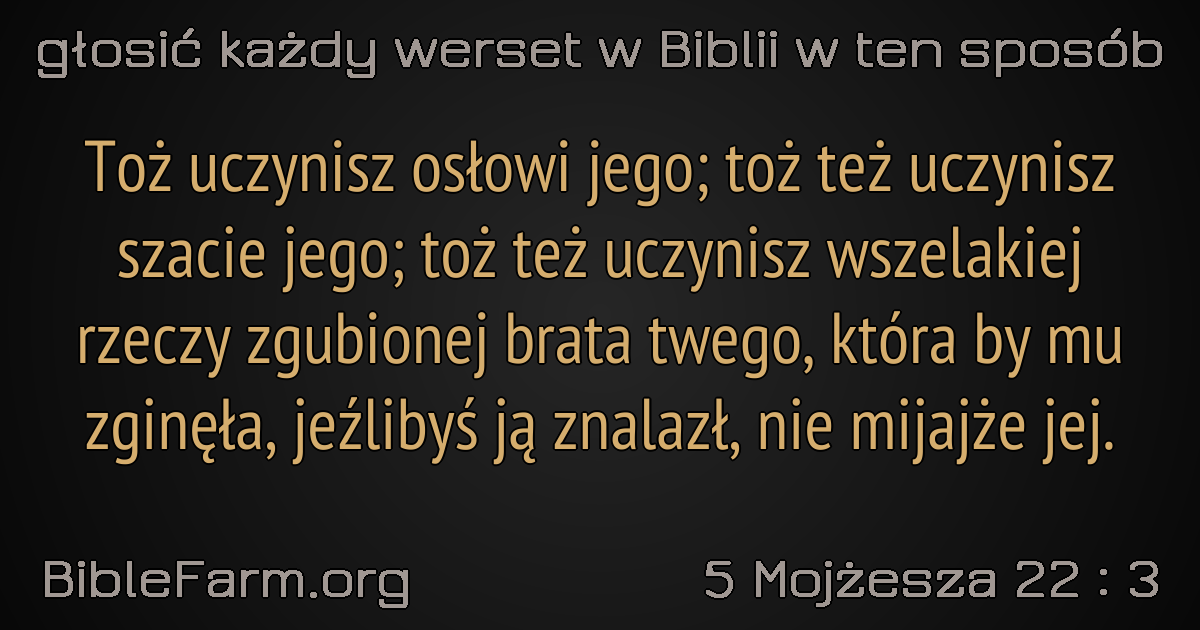 głosić każdy werset w Biblii w ten sposób
Toż uczynisz osłowi jego; toż też uczynisz
szacie jego; toż też uczynisz wszelakiej
rzeczy zgubionej brata twego, która by mu
zginęła, jeźlibyś ją znalazł, nie mijajże jej.
BibleFarm.org 5 Mojżesza 22 : 3